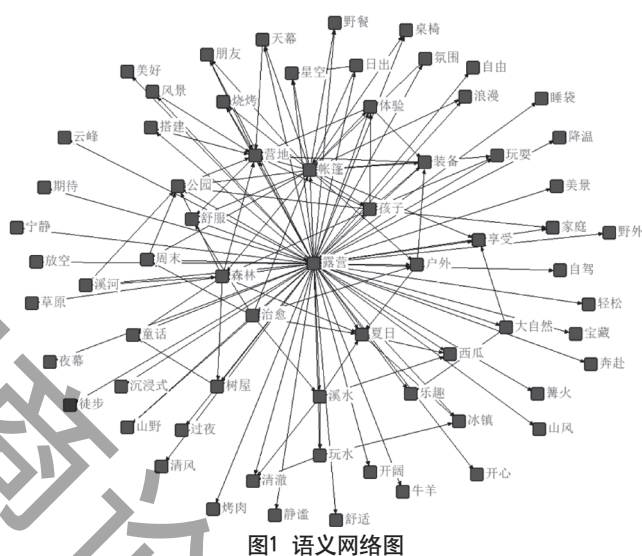 野餐
桌椅
天幕
朋友
氛围
星空
日出
自由
美好
风景
烧烤
体验
浪漫
睡袋
搭建
云峰
降温
营地
帐篷
装备
玩耍
期待
公园
美景
孩子
舒服
宁静
家庭
野外
享受
放空
周末
露营
户外
自驾
溪河
森林
草原
轻松
治愈
大自然
童话
夏日
宝藏
夜幕
西瓜
奔赴
沉浸式
树屋
溪水
乐趣
篝火
徒步
山野
过夜
冰镇
山风
清风
玩水
清澈
开阔
开心
牛羊
烤肉
静谧
舒适
图1 语义网络图
商论